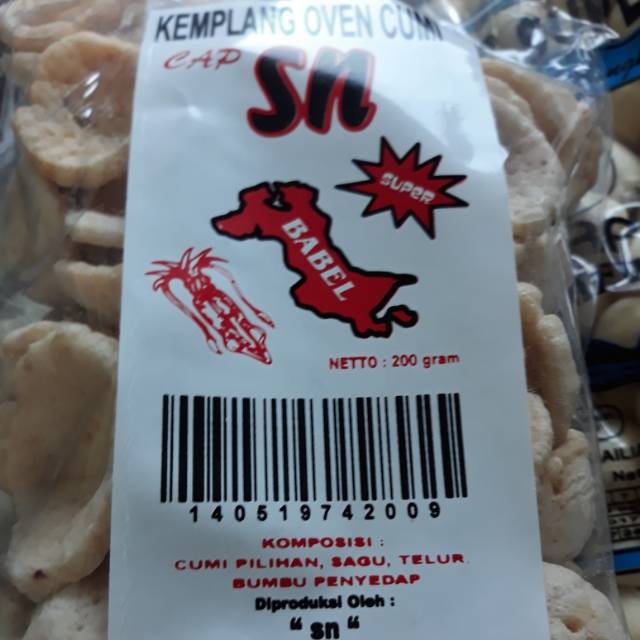 KEMPLANG OVEN CUMI
CAP
sn
SUPER
BABEL
NETTO : 200 gram
140519742009
KOMPOSISI :
CUMI PILIHAN, SAGU, TELUR.
BUMBU PENYEDAP
Diproduksi Oleh :
“ sn “